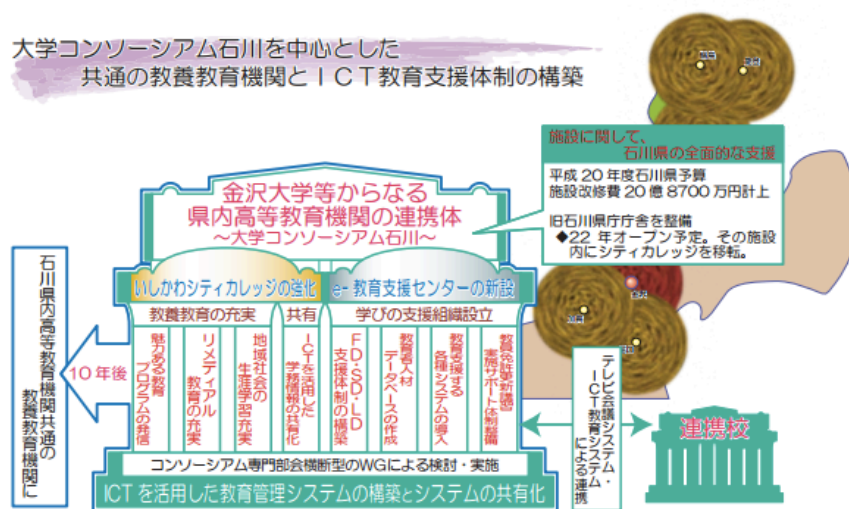 大学コンソーシアム石川を中心とした
共通の教養教育機関とＩＣＴ教育支援体制の構築
施設に関して、
石川県の全面的な支援
平成 20 年度石川県予算
施設改修費 20 億 8700 万円計上
旧石川県庁庁舎を整備
◆22 年オープン予定。その施設
内にシティカレッジを移転。
金沢大学等からなる
県内高等教育機関の連携体
～大学コンソーシアム石川～
いしかわシティカレッジの強化
e- 教育支援センターの新設
教養教育の充実
共有
学びの支援組織設立
魅力ある教育
プログラムの発信
リメディアル
教育の充実
地域社会の
生涯学習充実
ICTを活用した
学務情報の共有化
FD・SD・LD
支援体制の構築
教育者人材
データベースの作成
教育支援する
各種システムの導入
教員免許更新講習
実施サポート体制整備
コンソーシアム専門部会横断型のWGによる検討・実施
ICT を活用した教育管理システムの構築とシステムの共有化
10 年後
石川県内高等教育機関共通の
教養教育機関に
テレビ会議システム・
ICT教育システム
による連携
連携校